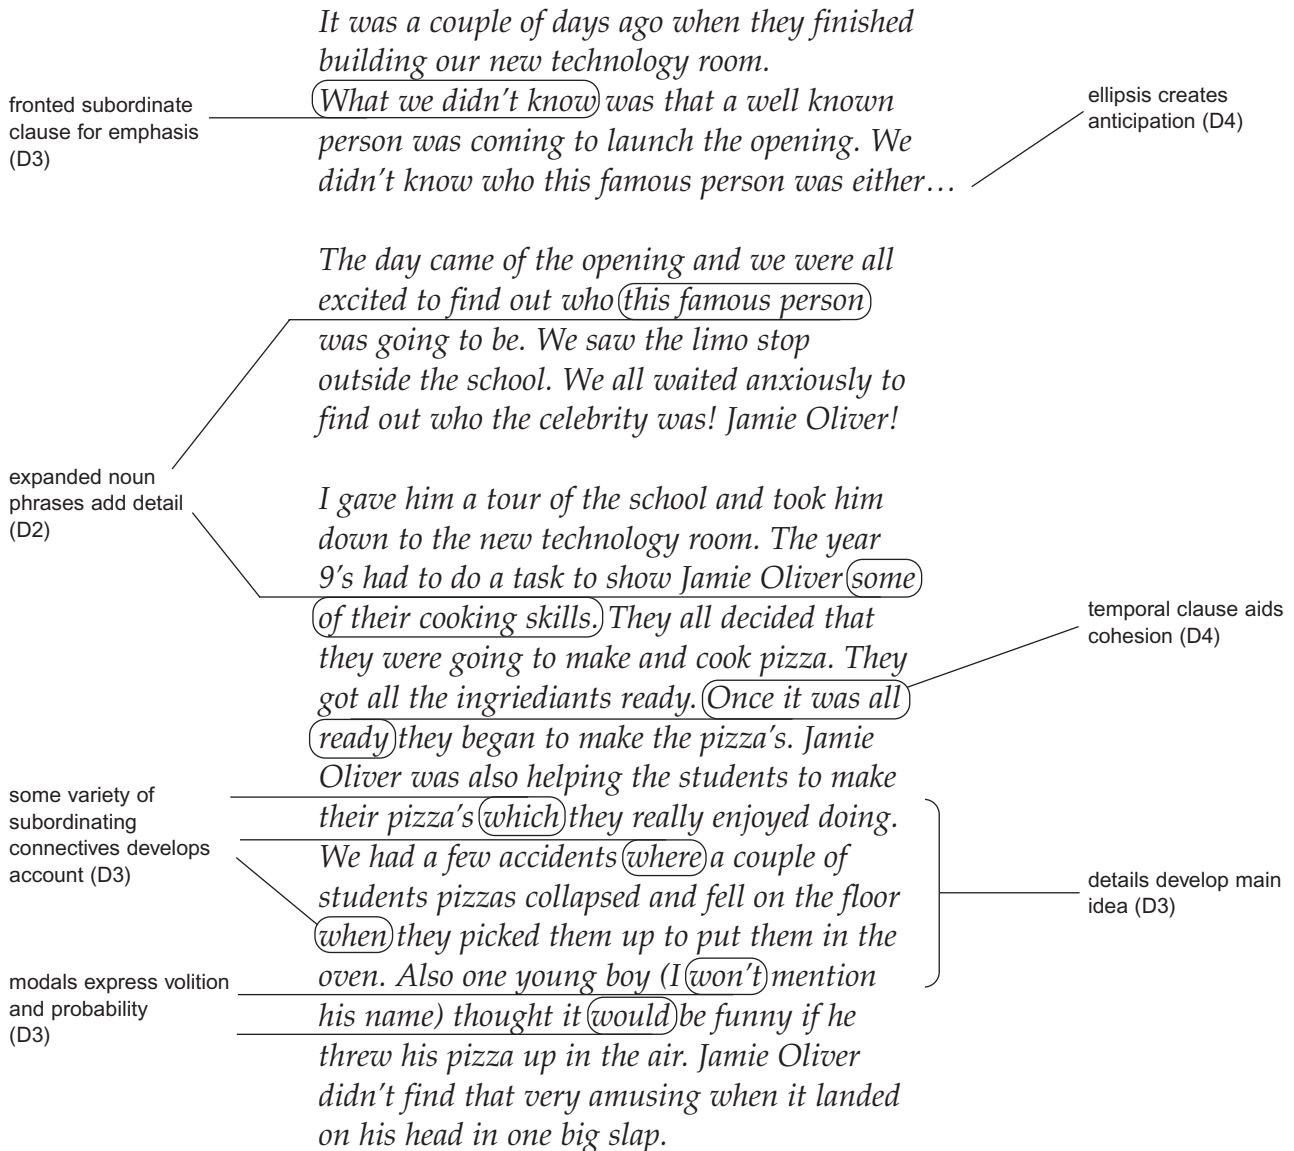 It was a couple of days ago when they finished
building our new technology room.
What we didn't know was that a well known
person was coming to launch the opening. We
didn't know who this famous person was either…
fronted subordinate
clause for emphasis
(D3)
ellipsis creates
anticipation (D4)
The day came of the opening and we were all
excited to find out who this famous person
was going to be. We saw the limo stop
outside the school. We all waited anxiously to
find out who the celebrity was! Jamie Oliver!
expanded noun
phrases add detail
(D2)
I gave him a tour of the school and took him
down to the new technology room. The year
9's had to do a task to show Jamie Oliver some
of their cooking skills. They all decided that
they were going to make and cook pizza. They
got all the ingriediants ready. Once it was all
ready they began to make the pizza's. Jamie
Oliver was also helping the students to make
their pizza's which they really enjoyed doing.
We had a few accidents where a couple of
students pizzas collapsed and fell on the floor
when they picked them up to put them in the
oven. Also one young boy (I won't mention
his name) thought it would be funny if he
threw his pizza up in the air. Jamie Oliver
didn't find that very amusing when it landed
on his head in one big slap.
temporal clause aids
cohesion (D4)
some variety of
subordinating
connectives develops
account (D3)
details develop main
idea (D3)
modals express volition
and probability
(D3)